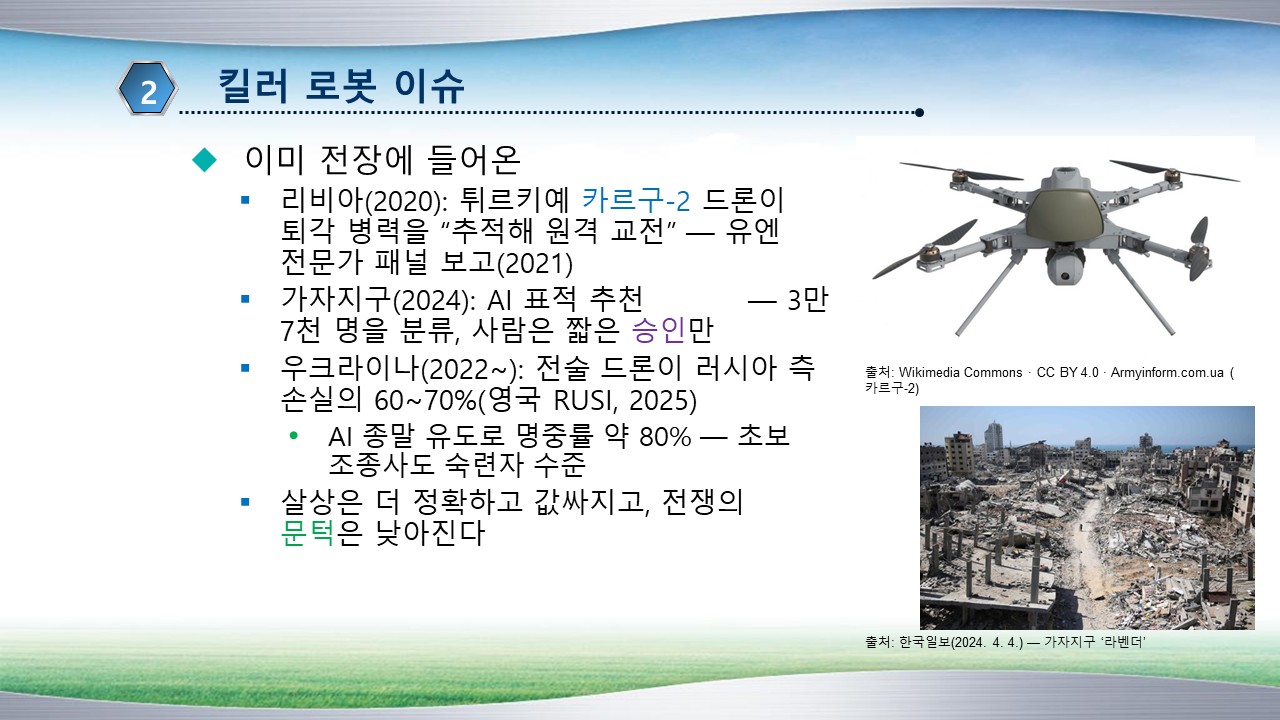 2
킬러 로봇 이슈
이미 전장에 들어온
리비아(2020): 튀르키예 카르구-2 드론이
퇴각 병력을 “추적해 원격 교전” — 유엔
전문가 패널 보고(2021)
가자지구(2024): AI 표적 추천 — 3만
7천 명을 분류, 사람은 짧은 승인만
우크라이나(2022~): 전술 드론이 러시아 측
손실의 60~70%(영국 RUSI, 2025)
AI 종말 유도로 명중률 약 80% — 초보
조종사도 숙련자 수준
살상은 더 정확하고 값싸지고, 전쟁의
문턱은 낮아진다
출처: Wikimedia Commons · CC BY 4.0 · Armyinform.com.ua (
카르구-2)
출처: 한국일보(2024. 4. 4.) — 가자지구 ‘라벤더’